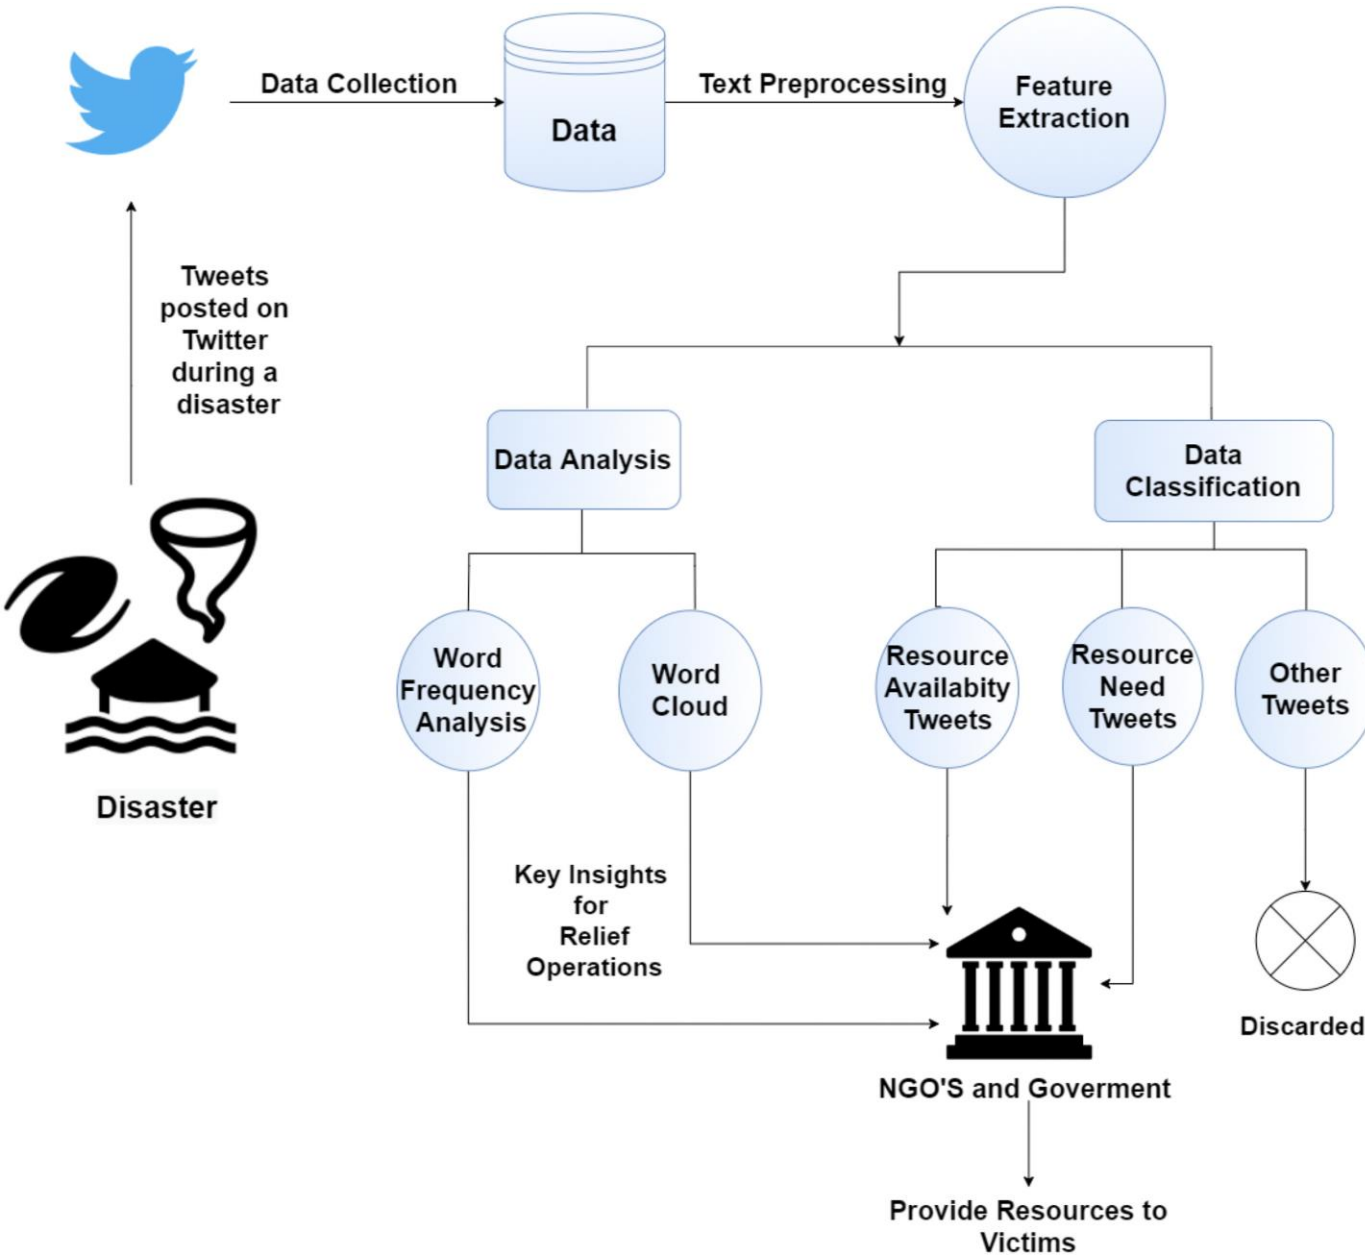 Data Collection
Data
Text Preprocessing
Feature
Extraction
Tweets
posted on
Twitter
during a
disaster
Disaster
Data Analysis
Data
Classification
Word
Frequency
Analysis
Word
Cloud
Resource
Availabity
Tweets
Resource
Need
Tweets
Other
Tweets
Key Insights
for
Relief
Operations
Discarded
NGO'S and Goverment
Provide Resources to
Victims